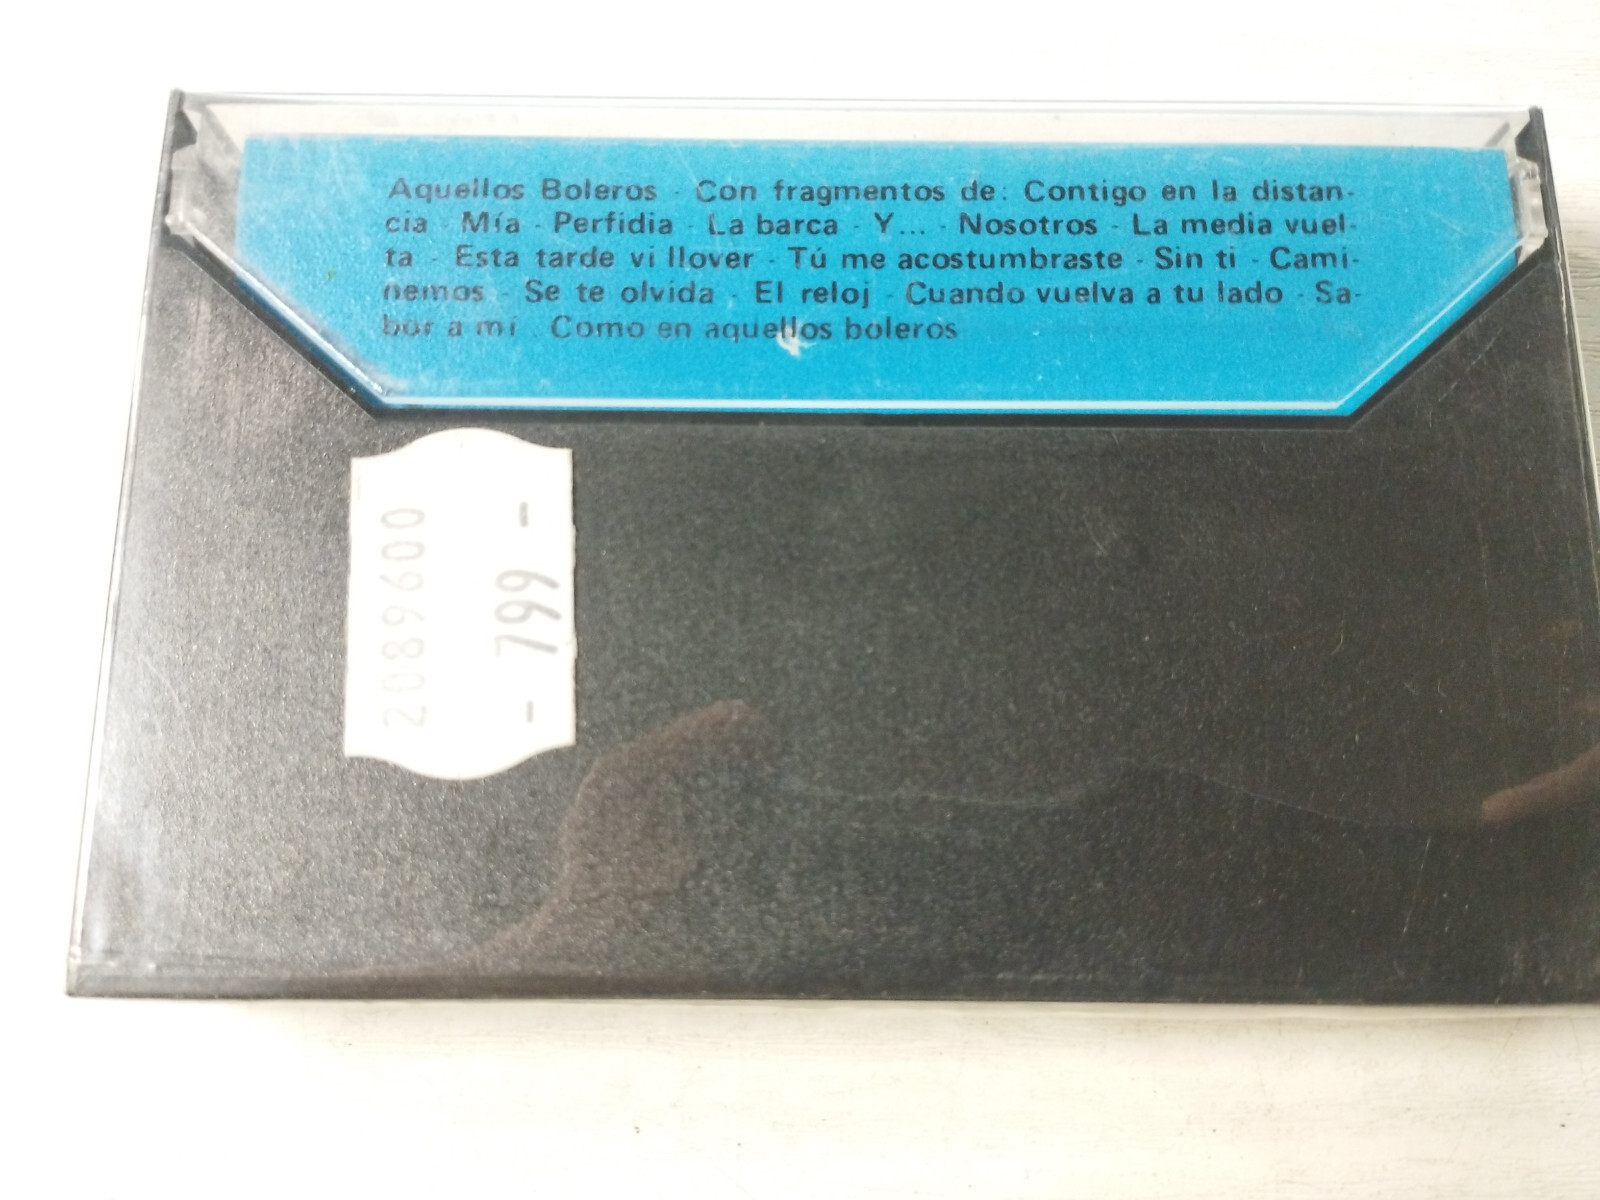 Aquellos Boleros - Con fragmentos de: Contigo en la distan-
cia - Mía - Perfidia - La barca - Y... - Nosotros - La media vuel-
ta - Esta tarde vi llover - Tú me acostumbraste - Sin ti - Cami-
nemos - Se te olvida - El reloj - Cuando vuelva a tu lado - Sa-
bor a mí - Como en aquellos boleros
2089600
- 799 -